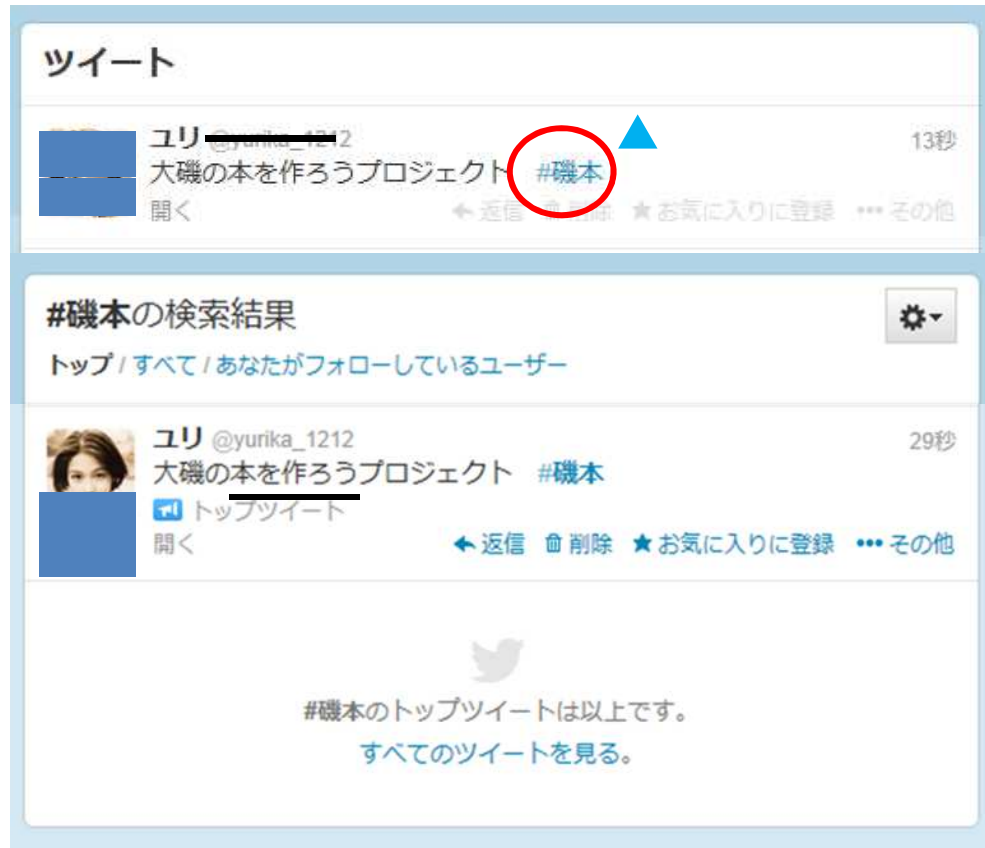 ツイート
ユリ @yurika_1212 13秒
大磯の本を作ろうプロジェクト #磯本
開く 返信 削除 お気に入りに登録 その他
#磯本の検索結果
トップ / すべて / あなたがフォローしているユーザー
ユリ @yurika_1212 29秒
大磯の本を作ろうプロジェクト #磯本
トップツイート
開く 返信 削除 お気に入りに登録 その他
#磯本のトップツイートは以上です。
すべてのツイートを見る。